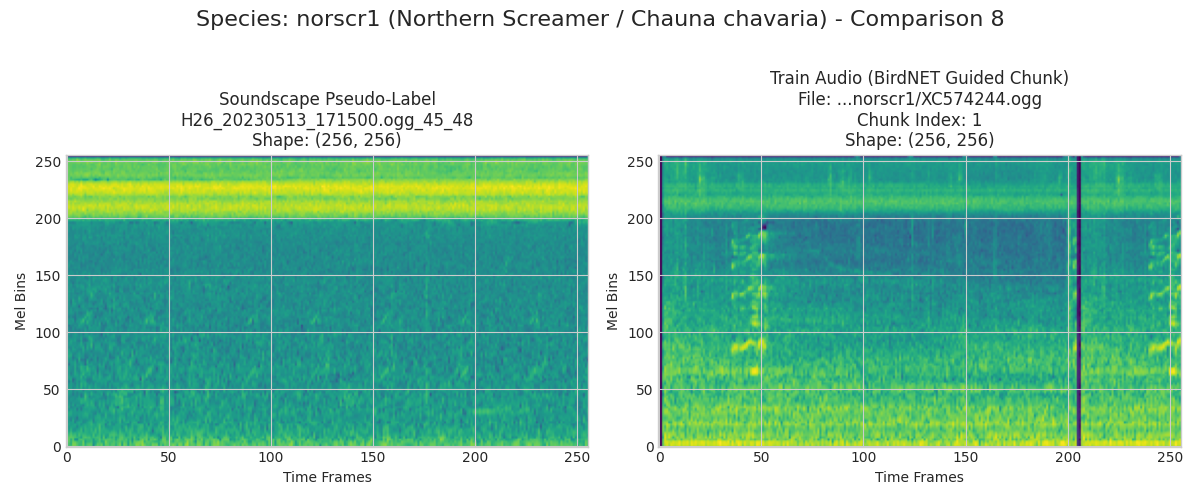 Species: norscr1 (Northern Screamer / Chauna chavaria) - Comparison 8
Soundscape Pseudo-Label
H26_20230513_171500.ogg_45_48
Shape: (256, 256)
250
200
150
100
50
0
Mel Bins
0 50 100 150 200 250
Time Frames
Train Audio (BirdNET Guided Chunk)
File: ...norscr1/XC574244.ogg
Chunk Index: 1
Shape: (256, 256)
250
200
150
100
50
0
Mel Bins
0 50 100 150 200 250
Time Frames